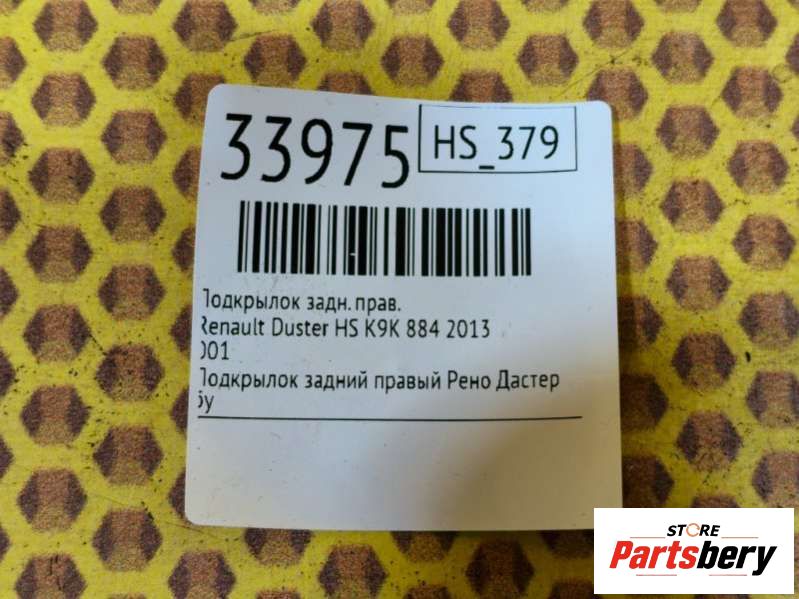 33975
HS_379
Подкрылок задн. прав.
Renault Duster HS K9K 884 2013
001
Подкрылок задний правый Рено Дастер
бу
STORE
Partsbery